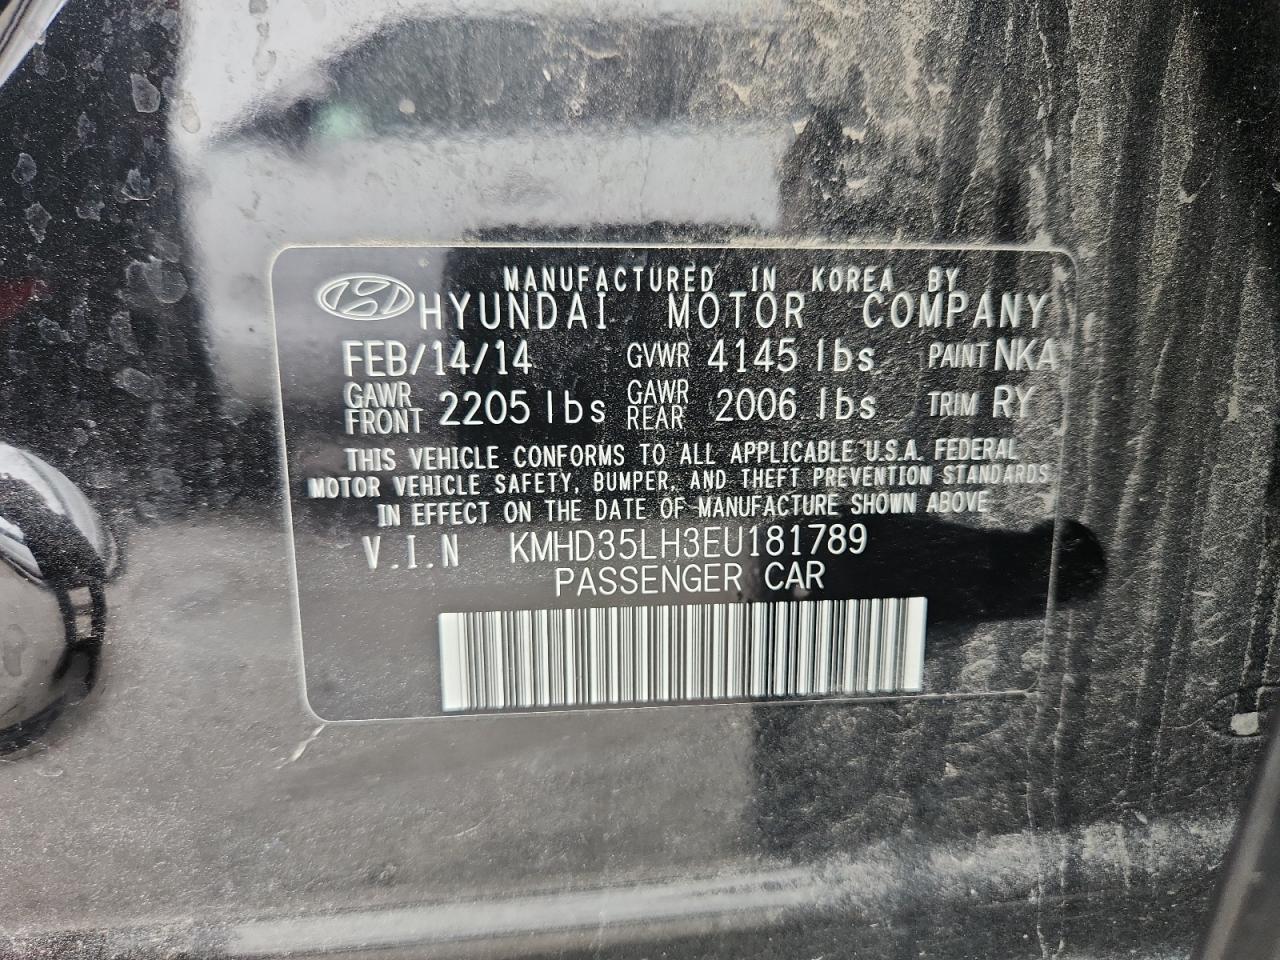 MANUFACTURED IN KOREA BY
HYUNDAI MOTOR COMPANY
FEB/14/14 GVWR 4145 lbs PAINT NKA
GAWR FRONT 2205 lbs GAWR REAR 2006 lbs TRIM RY
THIS VEHICLE CONFORMS TO ALL APPLICABLE U.S.A. FEDERAL
MOTOR VEHICLE SAFETY, BUMPER, AND THEFT PREVENTION STANDARDS
IN EFFECT ON THE DATE OF MANUFACTURE SHOWN ABOVE
V.I.N KMHD35LH3EU181789
PASSENGER CAR